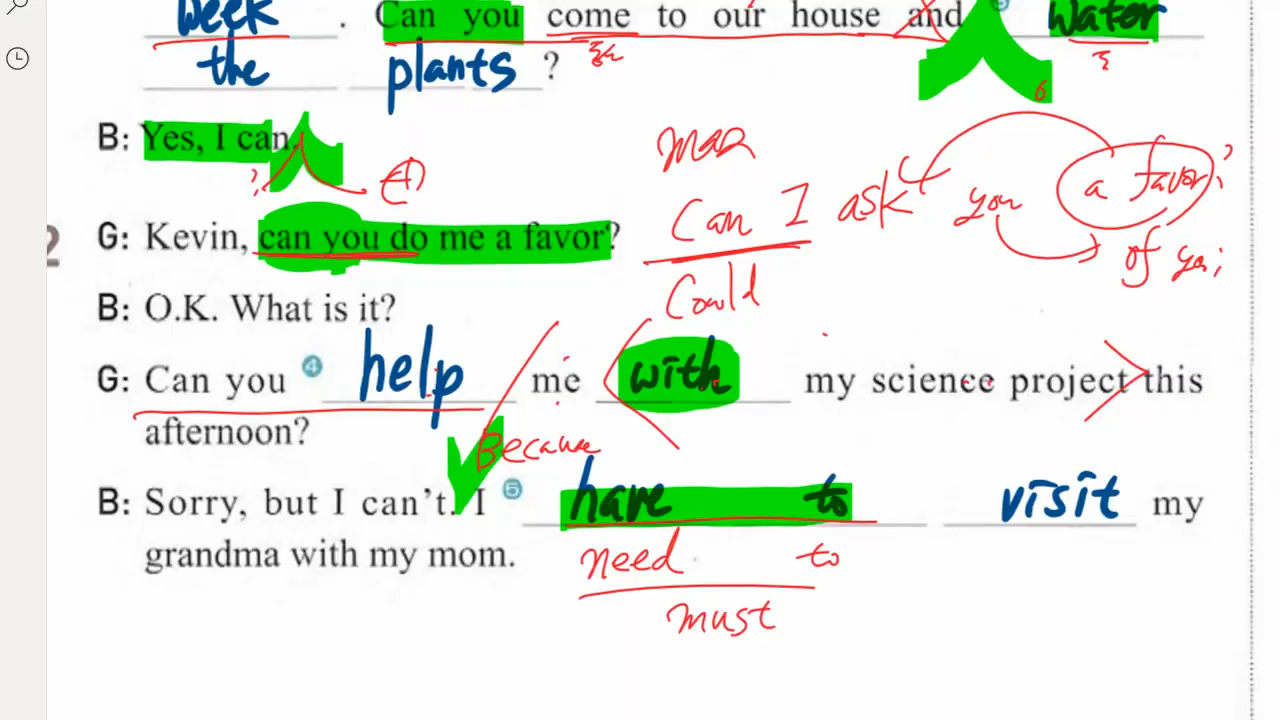 week . Can you come to our house and water
the plants ?
B: Yes, I can.
G: Kevin, can you do me a favor?
Can I ask you a favor?
of you?
Could
B: O.K. What is it?
G: Can you ④ help me with my science project this
afternoon?
Because
B: Sorry, but I can't. I ⑤ have to visit my
grandma with my mom.
need to
must